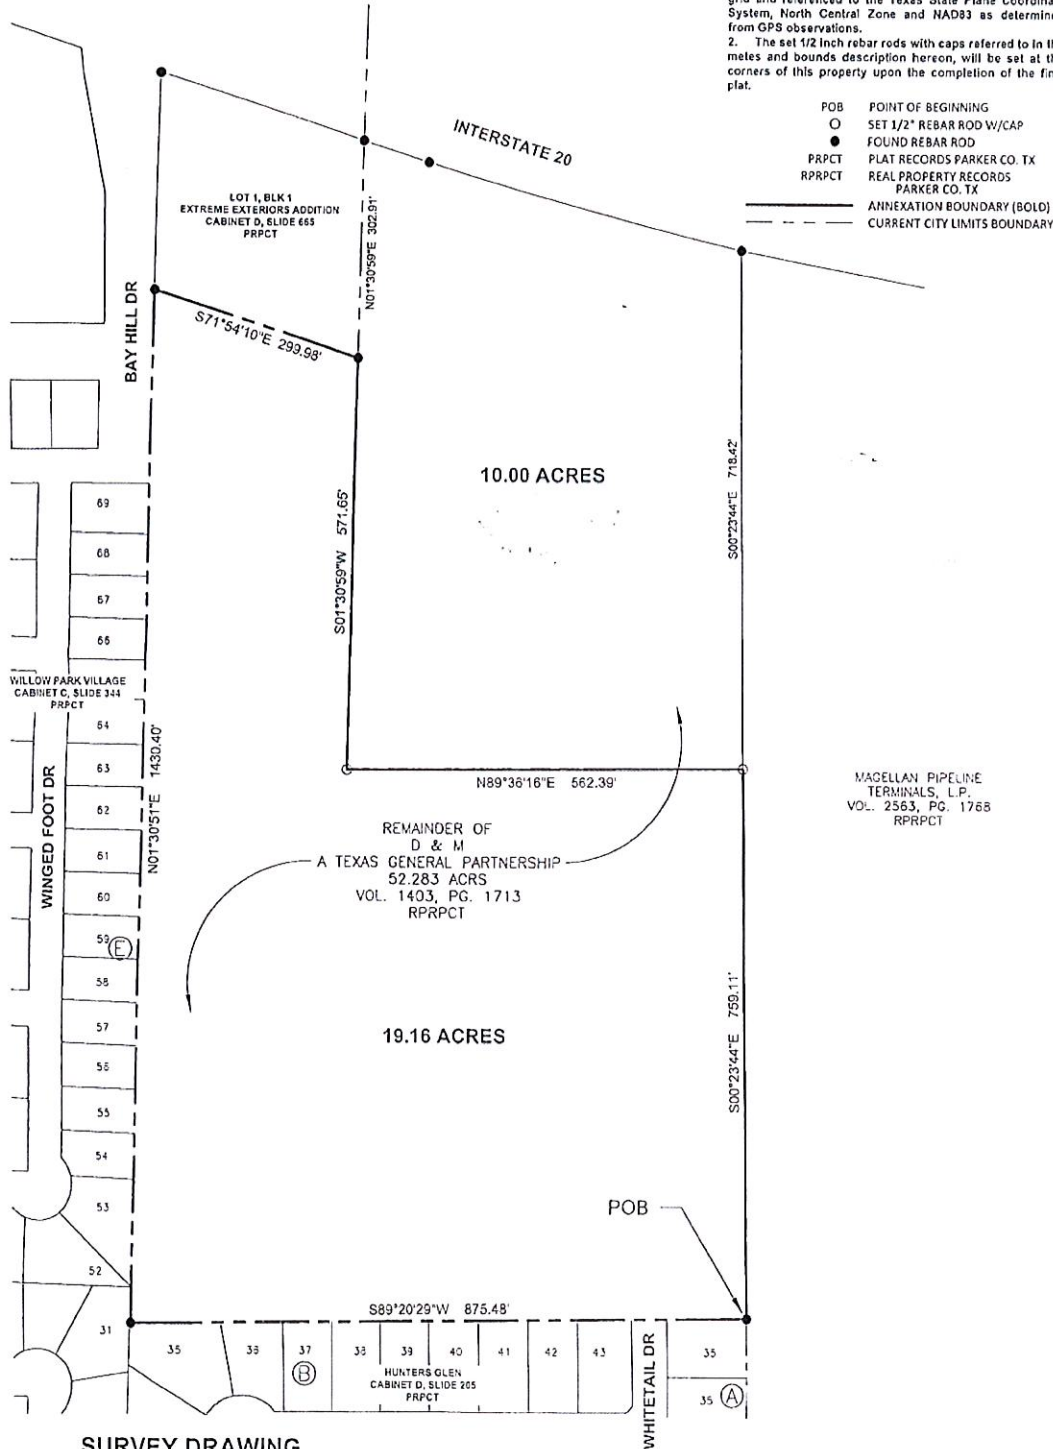 grid and referenced to the Texas State Plane
System, North Central Zone and NAD83 as
from GPS observations.
2. The set 1/2 inch rebar rods with caps referred to in
metes and bounds description hereon, will be set at
corners of this property upon the completion of the
plat.
POB POINT OF BEGINNING
SET 1/2" REBAR ROD W/CAP
FOUND REBAR ROD
PRPCT PLAT RECORDS PARKER CO. TX
RPRPCT REAL PROPERTY RECORDS
PARKER CO. TX
ANNEXATION BOUNDARY (BOLD)
CURRENT CITY LIMITS BOUNDARY
INTERSTATE 20
LOT 1, BLK 1
EXTREME EXTERIORS ADDITION
CABINET D, SLIDE 665
PRPCT
N01°30'59"E 302.91'
BAY HILL DR
S71°54'10"E 299.98'
10.00 ACRES
S00°23'44"E 718.42'
S01°30'59"W 571.65'
69
68
67
66
WILLOW PARK VILLAGE
CABINET C, SLIDE 344
PRPCT
64
63
62
61
60
59
E
58
57
56
55
54
53
52
31
WINGED FOOT DR
N01°30'51"E 1430.40'
N89°36'16"E 562.39'
MAGELLAN PIPELINE
TERMINALS, L.P.
VOL. 2563, PG. 1768
RPRPCT
REMAINDER OF
D & M
A TEXAS GENERAL PARTNERSHIP
52.283 ACRS
VOL. 1403, PG. 1713
RPRPCT
19.16 ACRES
S00°23'44"E 759.11'
POB
S89°20'29"W 875.48'
35
36
37
38
39
40
41
42
43
35
B
HUNTERS GLEN
CABINET D, SLIDE 205
PRPCT
WHITETAIL DR
35
A
SURVEY DRAWING